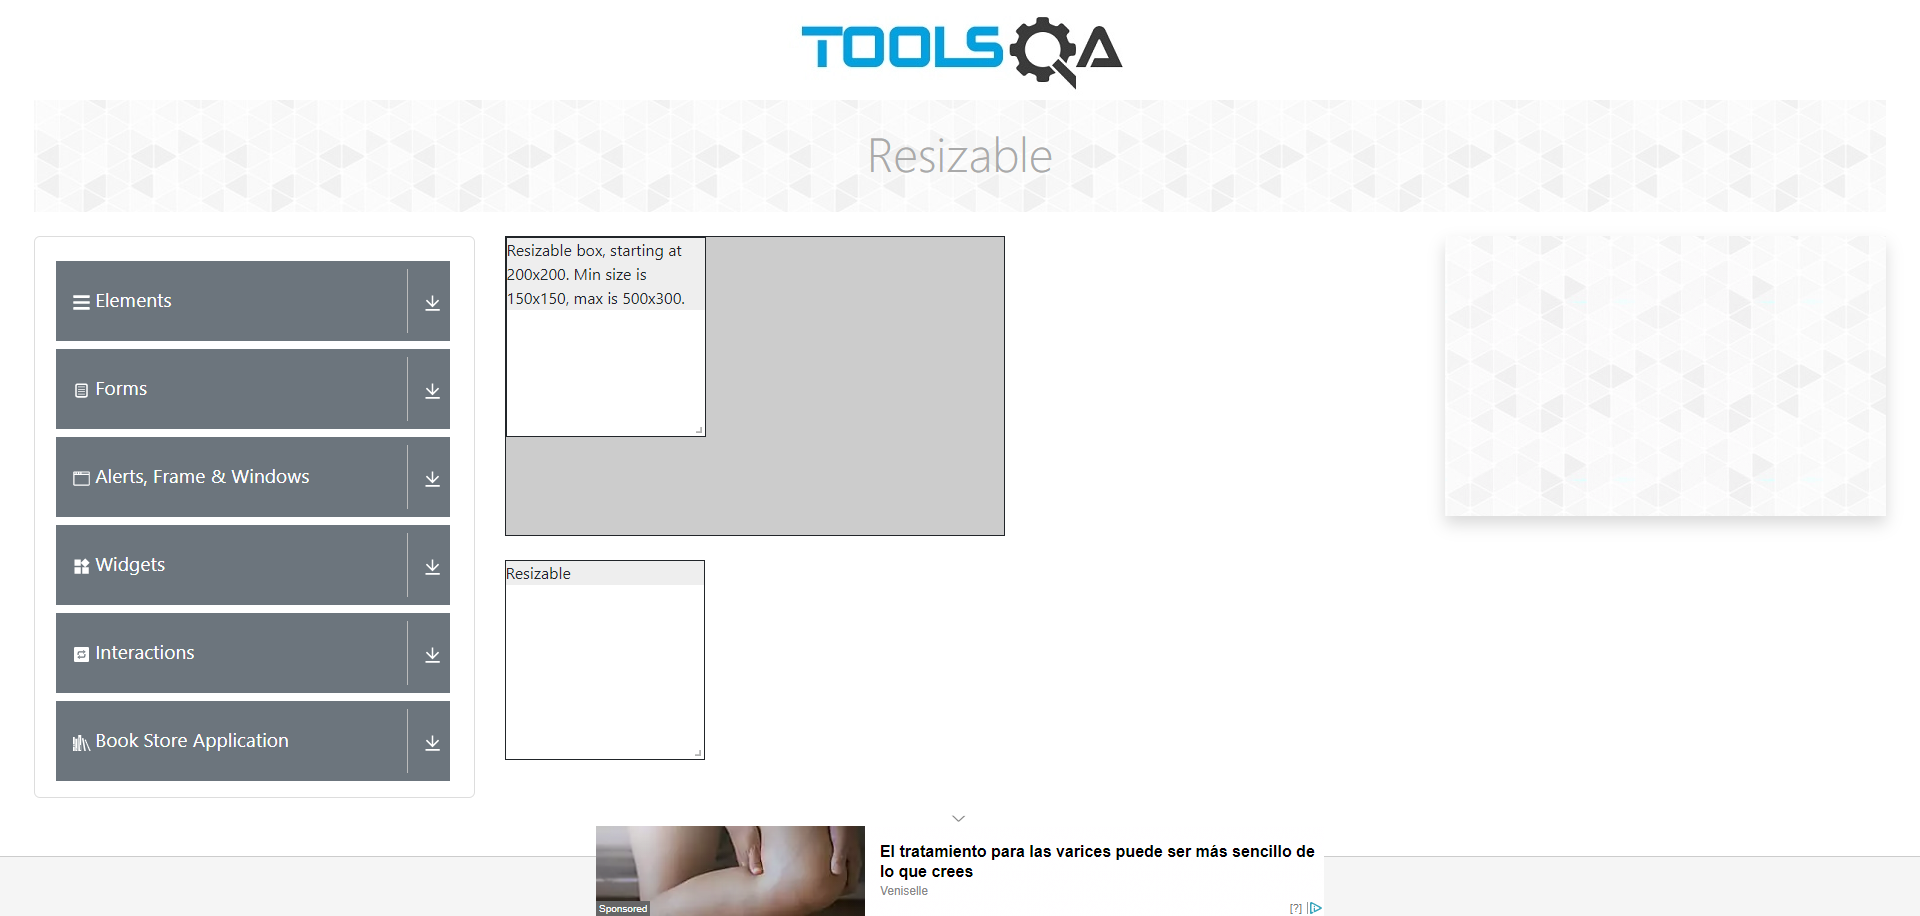 TOOLSQA
Resizable
Elements
Forms
Alerts, Frame & Windows
Widgets
Interactions
Book Store Application
Resizable box, starting at
200x200. Min size is
150x150, max is 500x300.
Resizable
El tratamiento para las varices puede ser más sencillo de
lo que crees
Veniselle
Sponsored
[?]